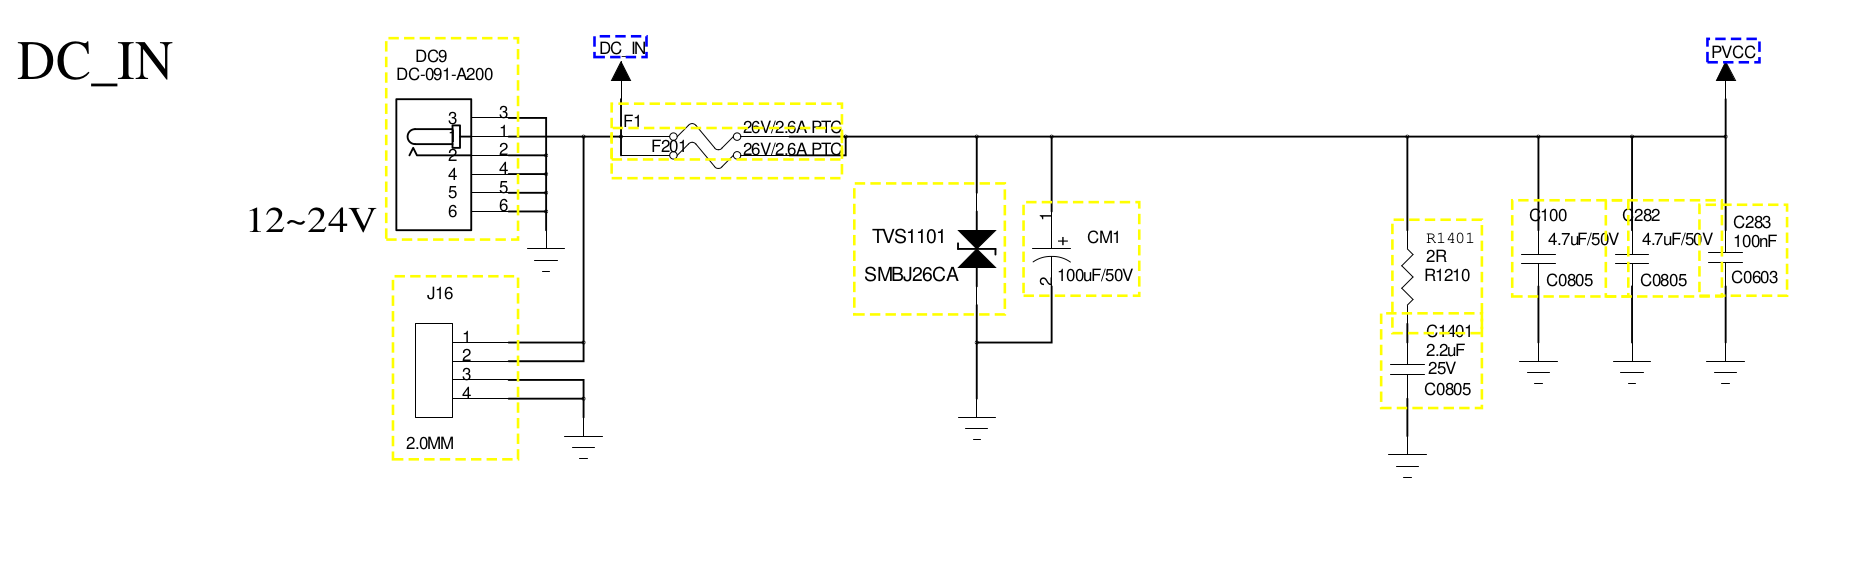 DC_IN
DC9
DC-091-A200
3
1
2
4
5
6
3
1
2
4
5
6
12~24V
J16
1
2
3
4
2.0MM
DC_IN
F1
26V/2.6A PTC
F201
26V/2.6A PTC
TVS1101
SMBJ26CA
1
+
CM1
2
100uF/50V
R1401
2R
R1210
C1401
2.2uF
25V
C0805
C100
4.7uF/50V
C0805
C282
4.7uF/50V
C0805
PVCC
C283
100nF
C0603